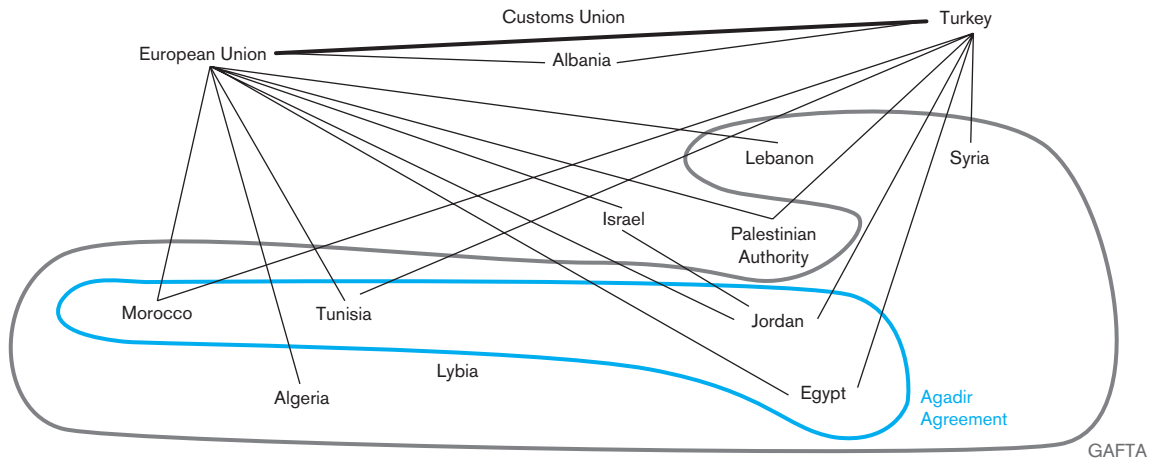 Customs Union
Turkey
European Union
Albania
Lebanon
Syria
Israel
Palestinian
Authority
Morocco
Tunisia
Jordan
Lybia
Algeria
Egypt
Agadir
Agreement
GAFTA